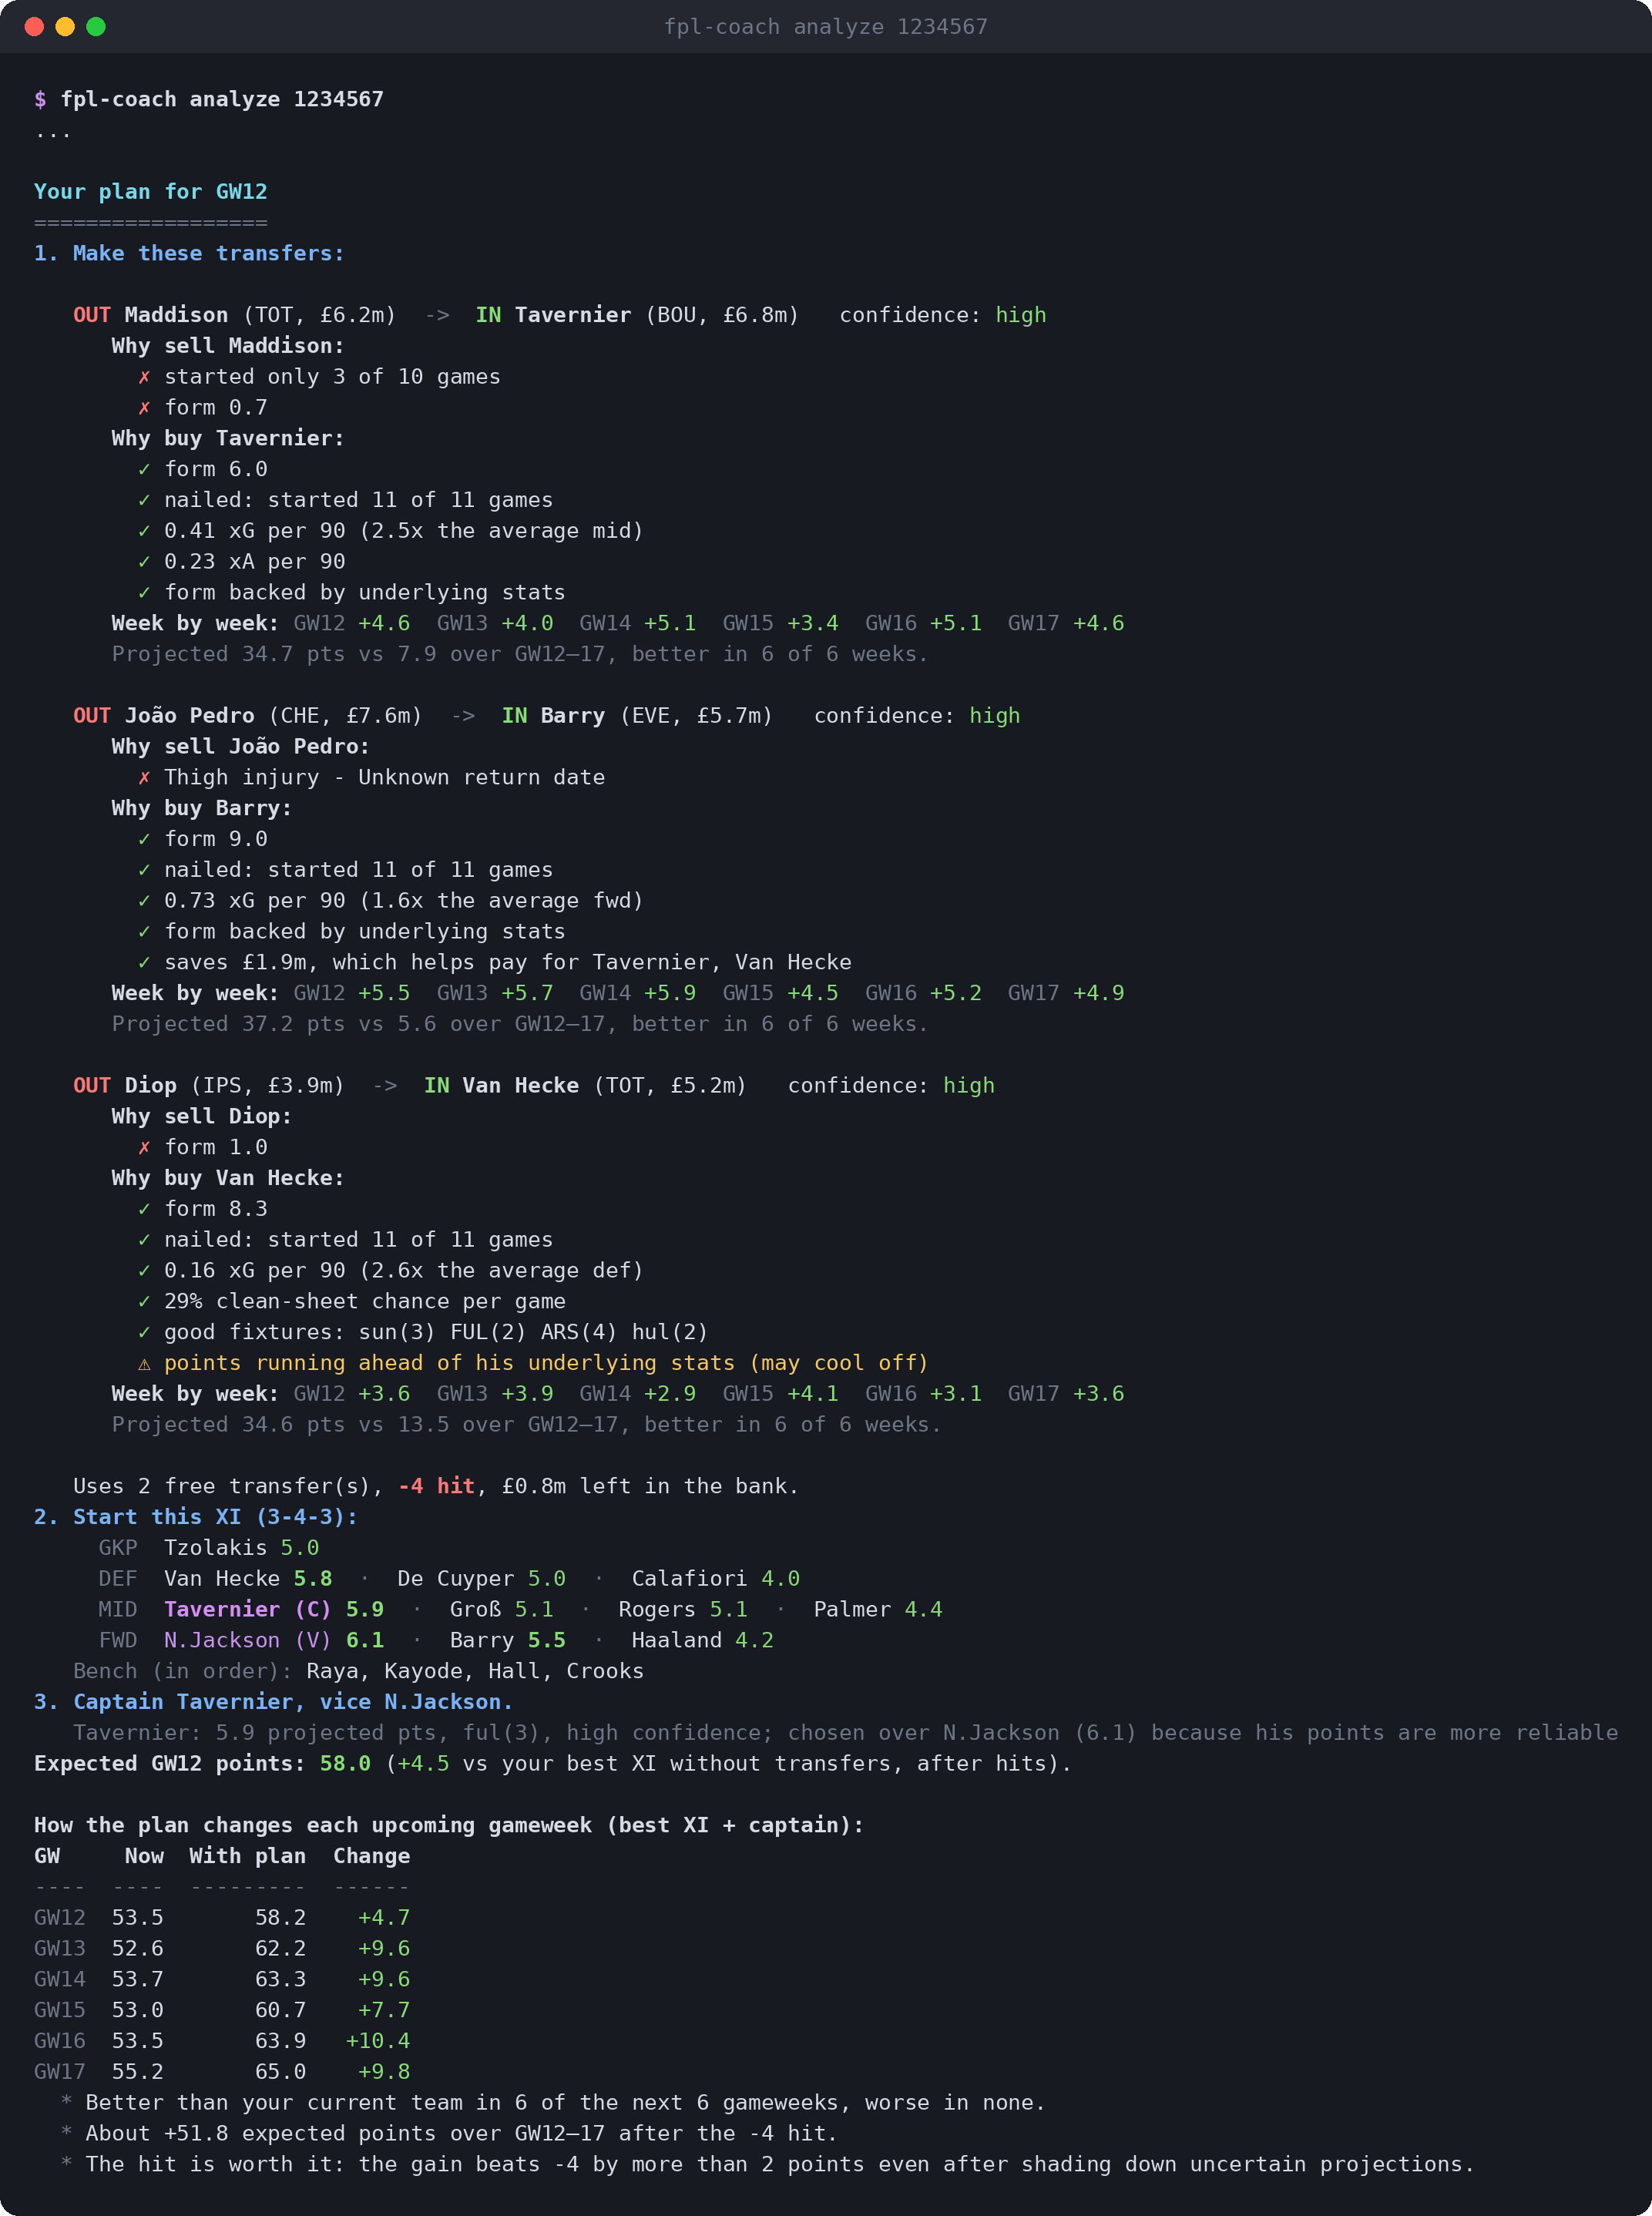 fpl-coach analyze 1234567
$ fpl-coach analyze 1234567
...
Your plan for GW12
==================
1. Make these transfers:
OUT Maddison (TOT, £6.2m)  ->  IN Tavernier (BOU, £6.8m)   confidence: high
Why sell Maddison:
✗ started only 3 of 10 games
✗ form 0.7
Why buy Tavernier:
✓ form 6.0
✓ nailed: started 11 of 11 games
✓ 0.41 xG per 90 (2.5x the average mid)
✓ 0.23 xA per 90
✓ form backed by underlying stats
Week by week: GW12 +4.6  GW13 +4.0  GW14 +5.1  GW15 +3.4  GW16 +5.1  GW17 +4.6
Projected 34.7 pts vs 7.9 over GW12–17, better in 6 of 6 weeks.
OUT João Pedro (CHE, £7.6m)  ->  IN Barry (EVE, £5.7m)   confidence: high
Why sell João Pedro:
✗ Thigh injury - Unknown return date
Why buy Barry:
✓ form 9.0
✓ nailed: started 11 of 11 games
✓ 0.73 xG per 90 (1.6x the average fwd)
✓ form backed by underlying stats
✓ saves £1.9m, which helps pay for Tavernier, Van Hecke
Week by week: GW12 +5.5  GW13 +5.7  GW14 +5.9  GW15 +4.5  GW16 +5.2  GW17 +4.9
Projected 37.2 pts vs 5.6 over GW12–17, better in 6 of 6 weeks.
OUT Diop (IPS, £3.9m)  ->  IN Van Hecke (TOT, £5.2m)   confidence: high
Why sell Diop:
✗ form 1.0
Why buy Van Hecke:
✓ form 8.3
✓ nailed: started 11 of 11 games
✓ 0.16 xG per 90 (2.6x the average def)
✓ 29% clean-sheet chance per game
✓ good fixtures: sun(3) FUL(2) ARS(4) hul(2)
⚠ points running ahead of his underlying stats (may cool off)
Week by week: GW12 +3.6  GW13 +3.9  GW14 +2.9  GW15 +4.1  GW16 +3.1  GW17 +3.6
Projected 34.6 pts vs 13.5 over GW12–17, better in 6 of 6 weeks.
Uses 2 free transfer(s), -4 hit, £0.8m left in the bank.
2. Start this XI (3-4-3):
GKP  Tzolakis 5.0
DEF  Van Hecke 5.8  ·  De Cuyper 5.0  ·  Calafiori 4.0
MID  Tavernier (C) 5.9  ·  Groß 5.1  ·  Rogers 5.1  ·  Palmer 4.4
FWD  N.Jackson (V) 6.1  ·  Barry 5.5  ·  Haaland 4.2
Bench (in order): Raya, Kayode, Hall, Crooks
3. Captain Tavernier, vice N.Jackson.
Tavernier: 5.9 projected pts, ful(3), high confidence; chosen over N.Jackson (6.1) because his points are more reliable
Expected GW12 points: 58.0 (+4.5 vs your best XI without transfers, after hits).
How the plan changes each upcoming gameweek (best XI + captain):
GW     Now  With plan  Change
----  ----  ---------  ------
GW12  53.5       58.2    +4.7
GW13  52.6       62.2    +9.6
GW14  53.7       63.3    +9.6
GW15  53.0       60.7    +7.7
GW16  53.5       63.9   +10.4
GW17  55.2       65.0    +9.8
* Better than your current team in 6 of the next 6 gameweeks, worse in none.
* About +51.8 expected points over GW12–17 after the -4 hit.
* The hit is worth it: the gain beats -4 by more than 2 points even after shading down uncertain projections.